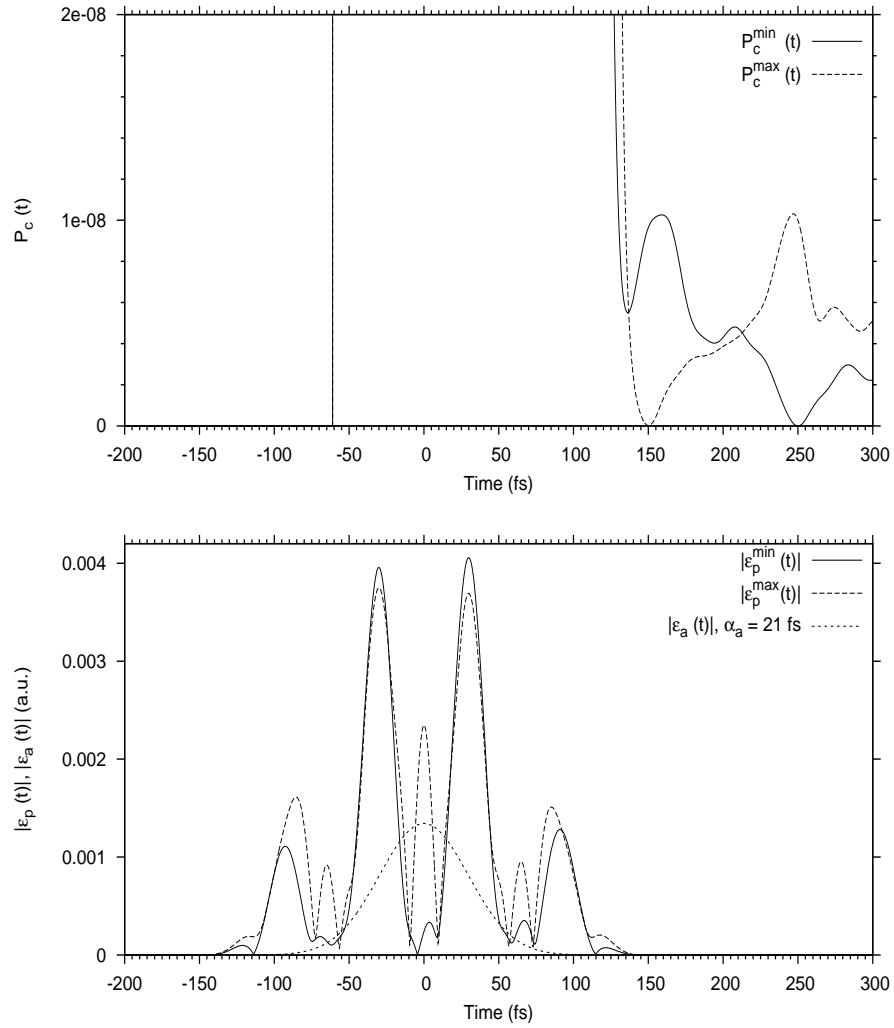 2e-08
P_c^min (t)
P_c^max (t)
1e-08
P_c (t)
0
-200 -150 -100 -50 0 50 100 150 200 250 300
Time (fs)
|ε_p^min (t)|
0.004
|ε_p^max(t)|
|ε_a (t)|, α_a = 21 fs
0.003
|ε_p (t)|, |ε_a (t)| (a.u.)
0.002
0.001
0
-200 -150 -100 -50 0 50 100 150 200 250 300
Time (fs)